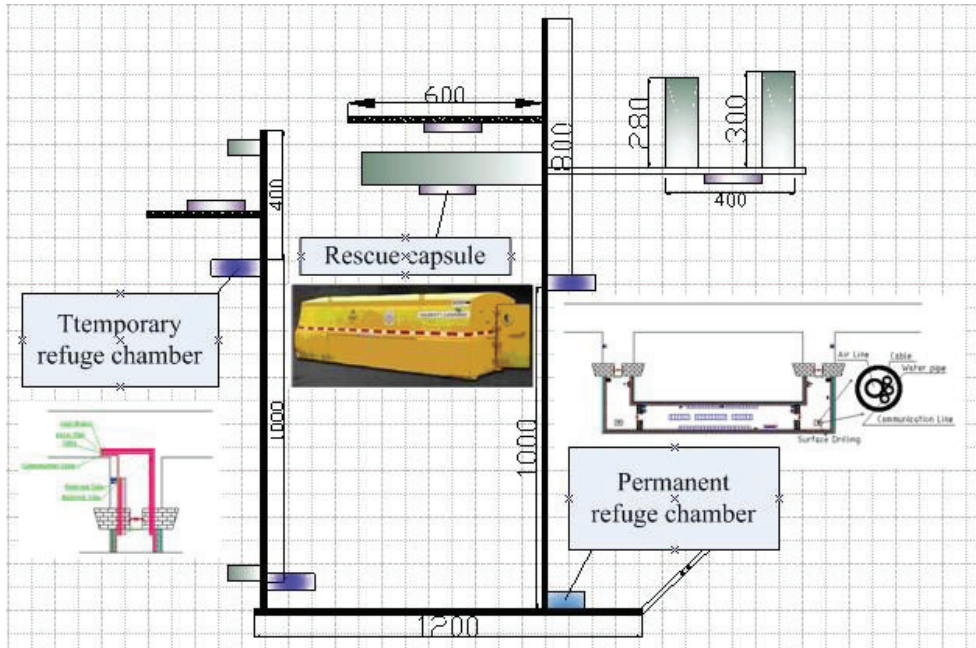 600
800
280
300
400
400
Rescue capsule
Ttemporary
refuge chamber
Air Line
Cable
Water pipe
Communication Line
Surface Drilling
1000
1000
Permanent
refuge chamber
1200